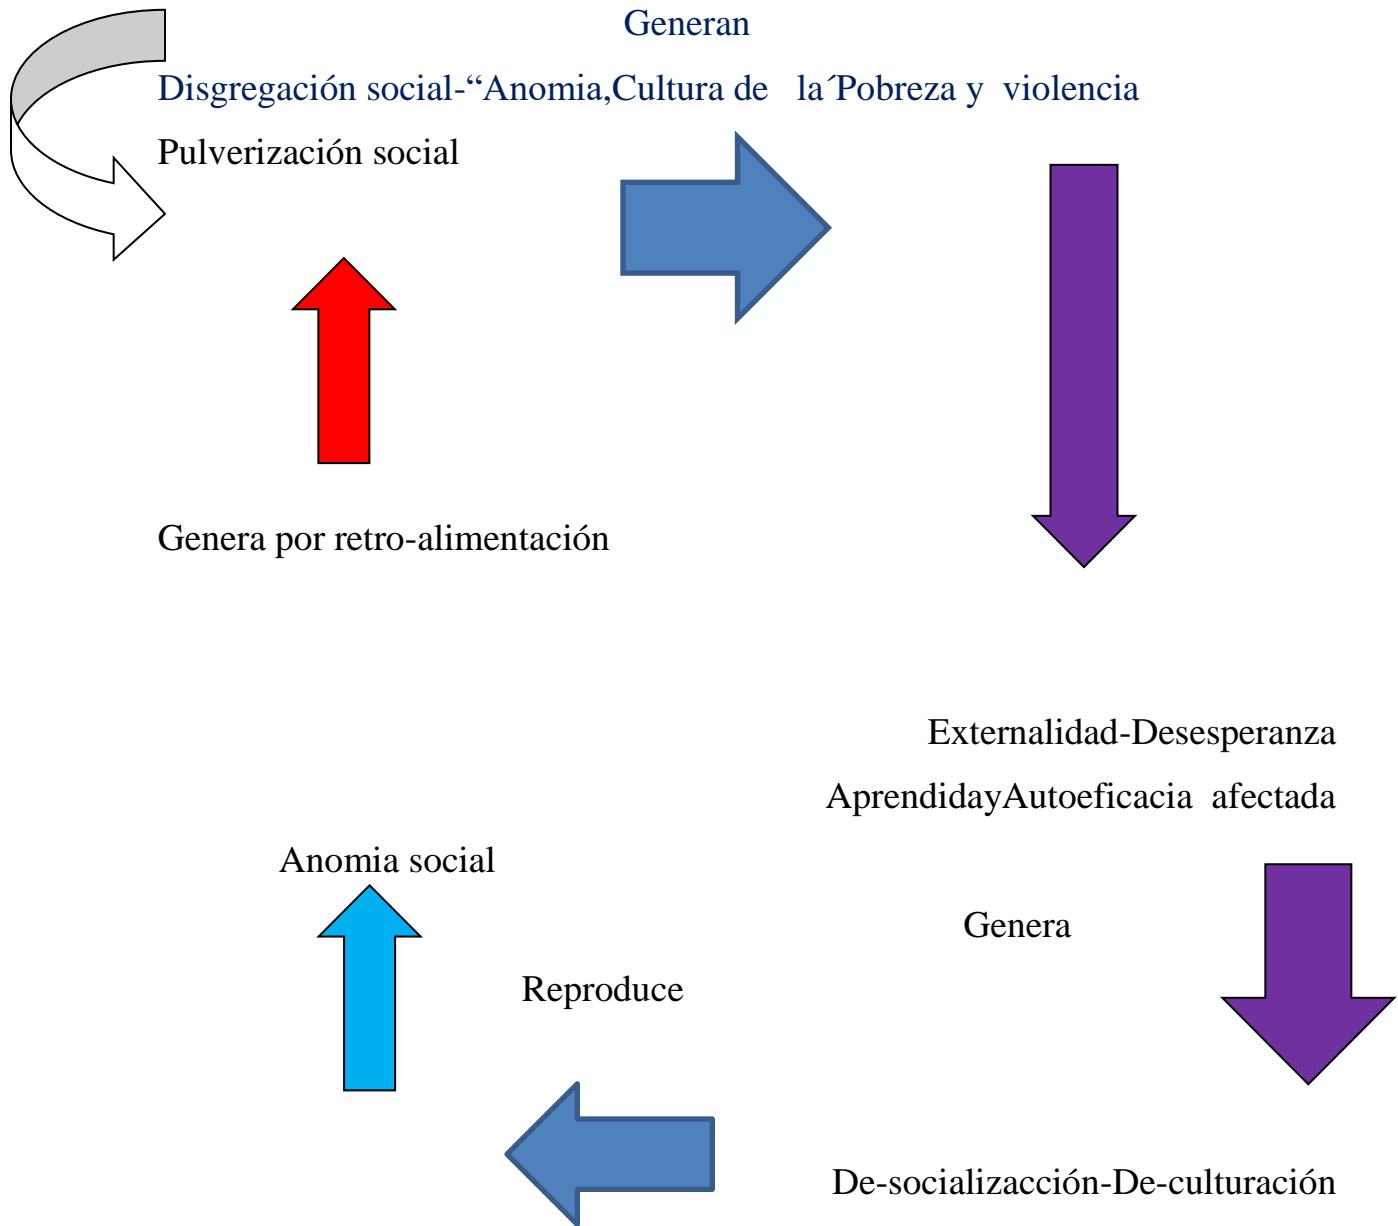 Generan
Disgregación social-“Anomia,Cultura de la´Pobreza y violencia
Pulverización social
Genera por retro-alimentación
Externalidad-Desesperanza
AprendidayAutoeficacia afectada
Anomia social
Genera
Reproduce
De-socializacción-De-culturación